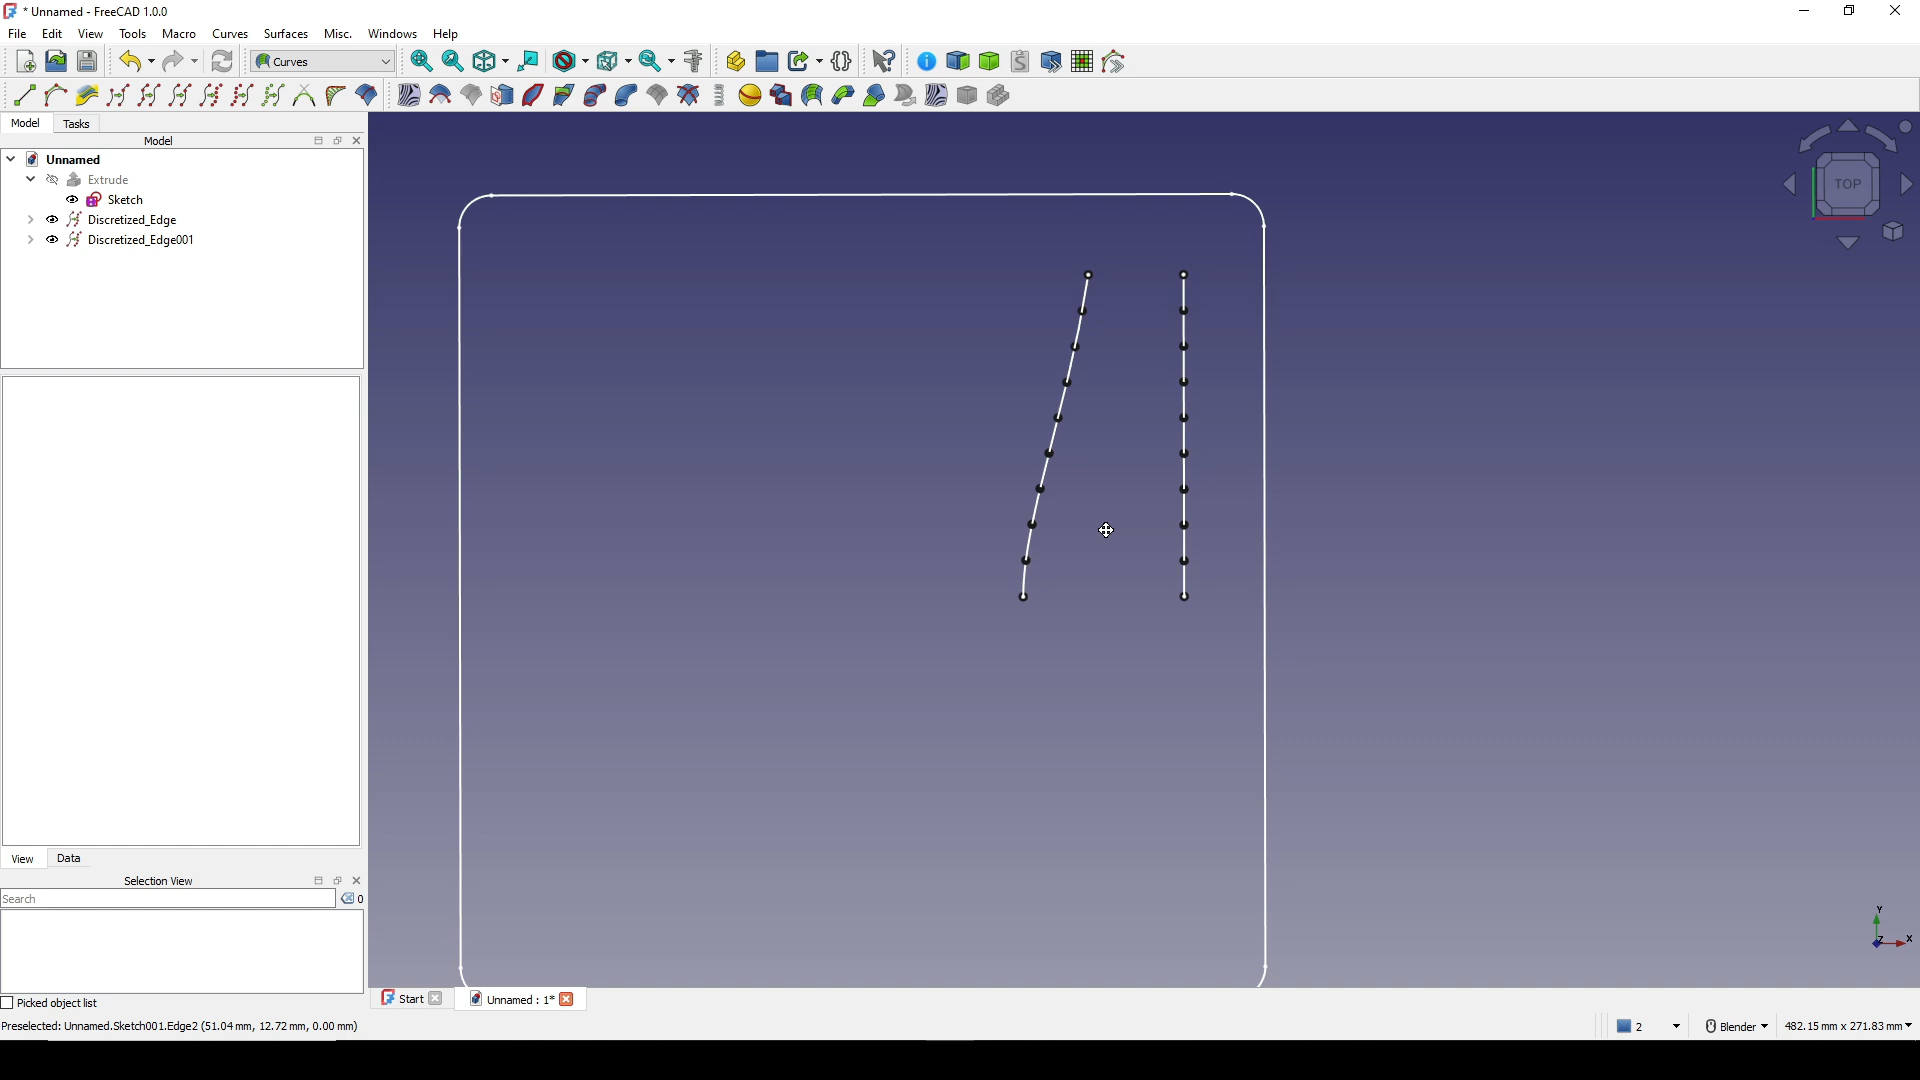 * Unnamed - FreeCAD 1.0.0
File Edit View Tools Macro Curves Surfaces Misc. Windows Help
Curves
Model Tasks
Model
Unnamed
Extrude
Sketch
Discretized_Edge
Discretized_Edge001
TOP
View Data
Selection View
Search 0
Picked object list
Start Unnamed : 1*
Preselected: Unnamed.Sketch001.Edge2 (51.04 mm, 12.72 mm, 0.00 mm)
2 Blender 482.15 mm x 271.83 mm
Y
Z X